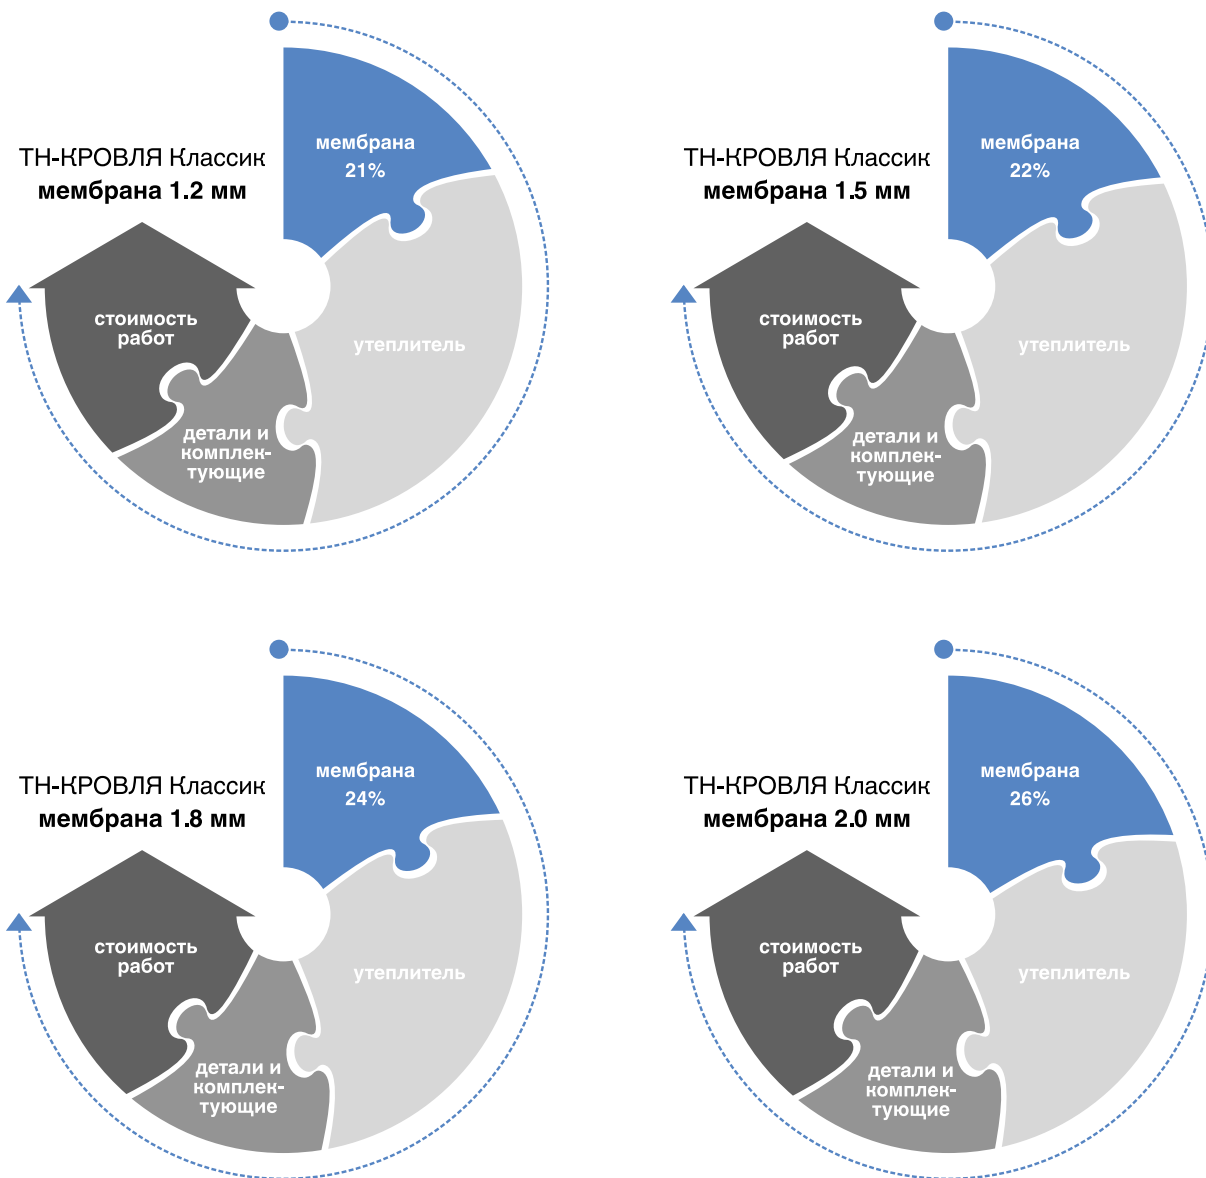 ТН-КРОВЛЯ Классик
мембрана 1.2 мм
мембрана
21%
утеплитель
детали и
комплек-
тующие
стоимость
работ
ТН-КРОВЛЯ Классик
мембрана 1.5 мм
мембрана
22%
утеплитель
детали и
комплек-
тующие
стоимость
работ
ТН-КРОВЛЯ Классик
мембрана 1.8 мм
мембрана
24%
утеплитель
детали и
комплек-
тующие
стоимость
работ
ТН-КРОВЛЯ Классик
мембрана 2.0 мм
мембрана
26%
утеплитель
детали и
комплек-
тующие
стоимость
работ